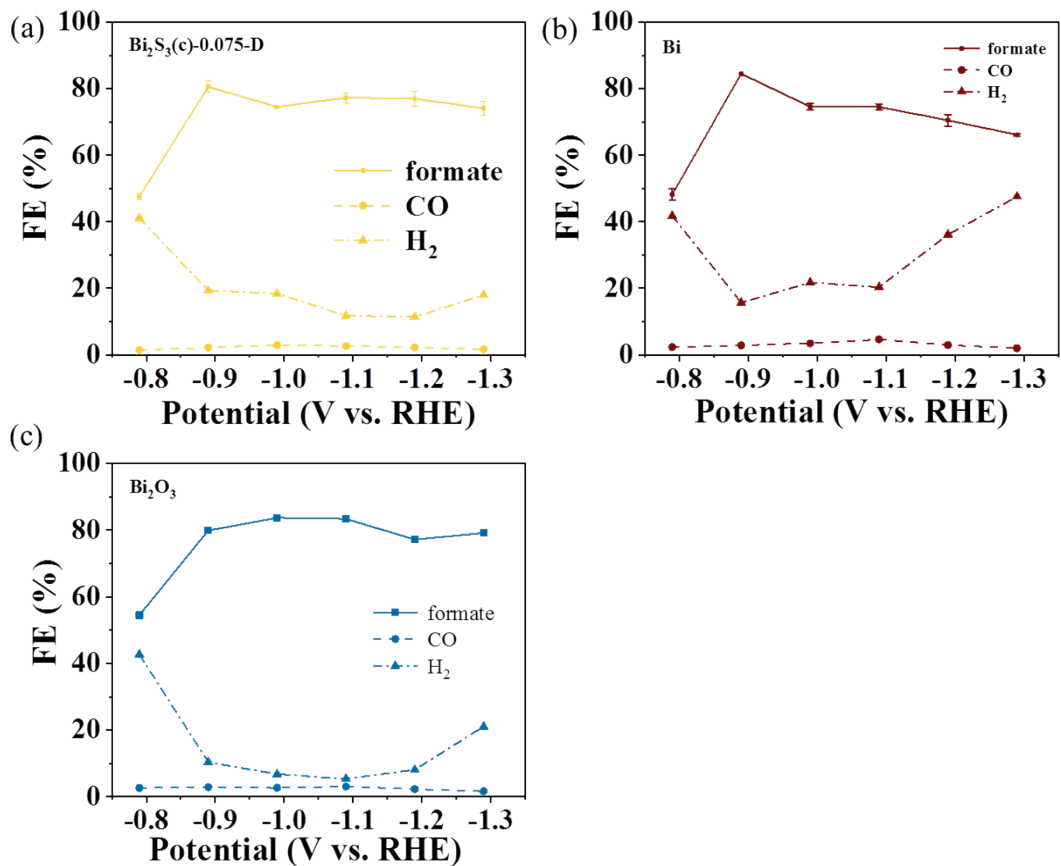 (a)
Bi₂S₃(c)-0.075-D
100
80
60
40
20
0
FE (%)
formate
CO
H₂
-0.8 -0.9 -1.0 -1.1 -1.2 -1.3
Potential (V vs. RHE)
(b)
Bi
100
80
60
40
20
0
FE (%)
formate
CO
H₂
-0.8 -0.9 -1.0 -1.1 -1.2 -1.3
Potential (V vs. RHE)
(c)
Bi₂O₃
100
80
60
40
20
0
FE (%)
formate
CO
H₂
-0.8 -0.9 -1.0 -1.1 -1.2 -1.3
Potential (V vs. RHE)